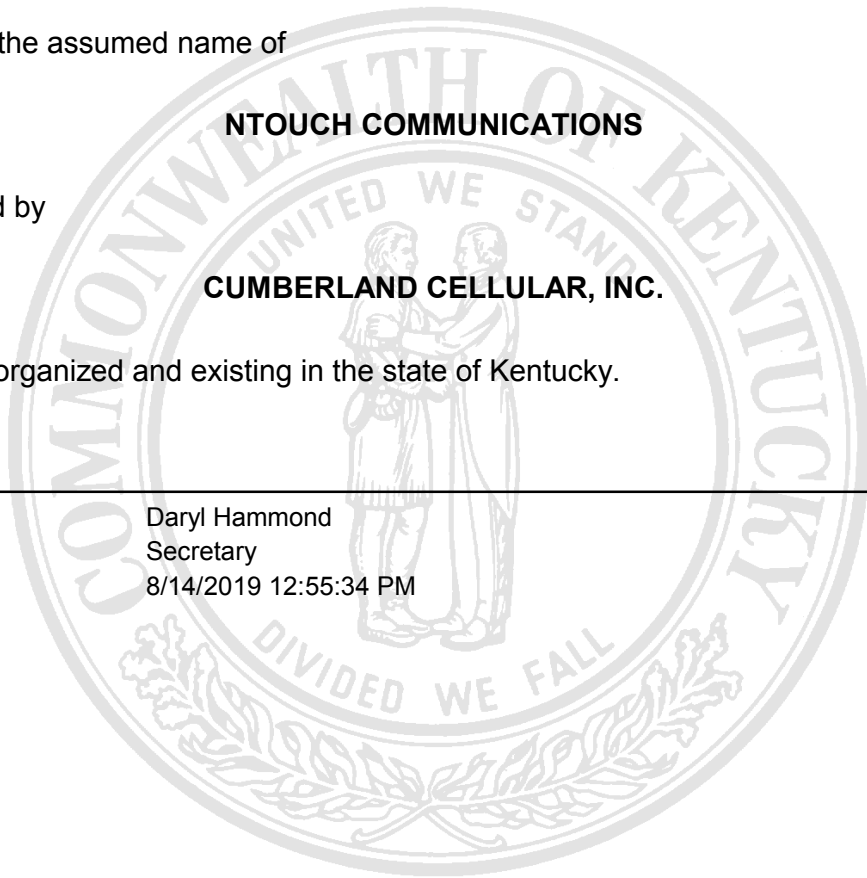 the assumed name of
NTOUCH COMMUNICATIONS
d by
CUMBERLAND CELLULAR, INC.
organized and existing in the state of Kentucky.
Daryl Hammond
Secretary
8/14/2019 12:55:34 PM
COMMONWEALTH OF KENTUCKY
UNITED WE STAND
DIVIDED WE FALL